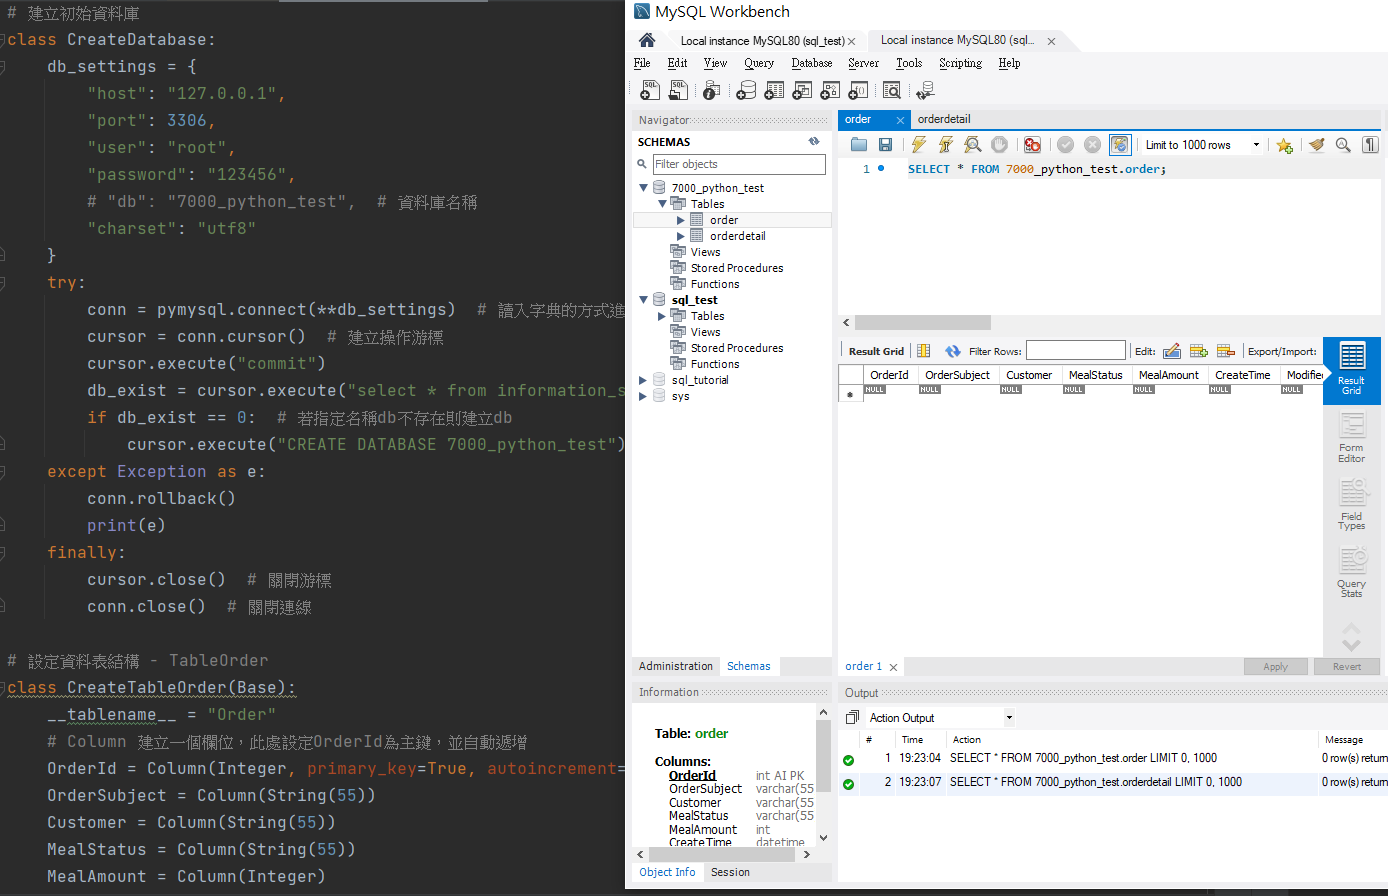 # 建立初始資料庫
class CreateDatabase:
db_settings = {
"host": "127.0.0.1",
"port": 3306,
"user": "root",
"password": "123456",
# "db": "7000_python_test",  # 資料庫名稱
"charset": "utf8"
}
try:
conn = pymysql.connect(**db_settings)  # 讀入字典的方式進
cursor = conn.cursor()  # 建立操作游標
cursor.execute("commit")
db_exist = cursor.execute("select * from information_s
if db_exist == 0:  # 若指定名稱db不存在則建立db
cursor.execute("CREATE DATABASE 7000_python_test")
except Exception as e:
conn.rollback()
print(e)
finally:
cursor.close()  # 關閉游標
conn.close()  # 關閉連線
# 設定資料表結構 - TableOrder
class CreateTableOrder(Base):
__tablename__ = "Order"
# Column 建立一個欄位，此處設定OrderId為主鍵，並自動遞增
OrderId = Column(Integer, primary_key=True, autoincrement=
OrderSubject = Column(String(55))
Customer = Column(String(55))
MealStatus = Column(String(55))
MealAmount = Column(Integer)
MySQL Workbench
Local instance MySQL80 (sql_test) ×
Local instance MySQL80 (sql... ×
File Edit View Query Database Server Tools Scripting Help
Navigator
SCHEMAS
Filter objects
7000_python_test
Tables
order
orderdetail
Views
Stored Procedures
Functions
sql_test
Tables
Views
Stored Procedures
Functions
sql_tutorial
sys
Administration Schemas
Information
Table: order
Columns:
OrderId int AI PK
OrderSubject varchar(55
Customer varchar(55
MealStatus varchar(55
MealAmount int
CreateTime datetime
Object Info Session
order × orderdetail
Limit to 1000 rows
1 SELECT * FROM 7000_python_test.order;
Result Grid Filter Rows: Edit: Export/Import:
OrderId OrderSubject Customer MealStatus MealAmount CreateTime Modified
NULL NULL NULL NULL NULL NULL NULL
Result
Grid
Form
Editor
Field
Types
Query
Stats
order 1 × Apply Revert
Output
Action Output
# Time Action Message
1 19:23:04 SELECT * FROM 7000_python_test.order LIMIT 0, 1000 0 row(s) return
2 19:23:07 SELECT * FROM 7000_python_test.orderdetail LIMIT 0, 1000 0 row(s) return